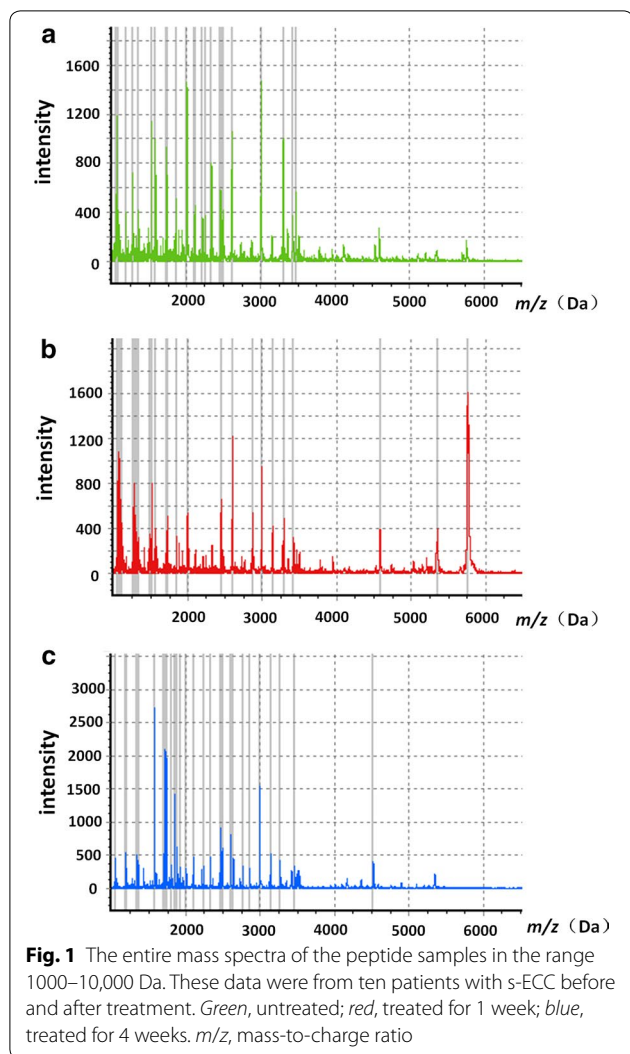 a
intensity
1600
1200
800
400
0
2000 3000 4000 5000 6000 m/z（Da）
b
intensity
1600
1200
800
400
0
2000 3000 4000 5000 6000 m/z（Da）
c
intensity
3000
2500
2000
1500
1000
500
0
2000 3000 4000 5000 6000
m/z（Da）
Fig. 1 The entire mass spectra of the peptide samples in the range
1000–10,000 Da. These data were from ten patients with s-ECC before
and after treatment. Green, untreated; red, treated for 1 week; blue,
treated for 4 weeks. m/z, mass-to-charge ratio